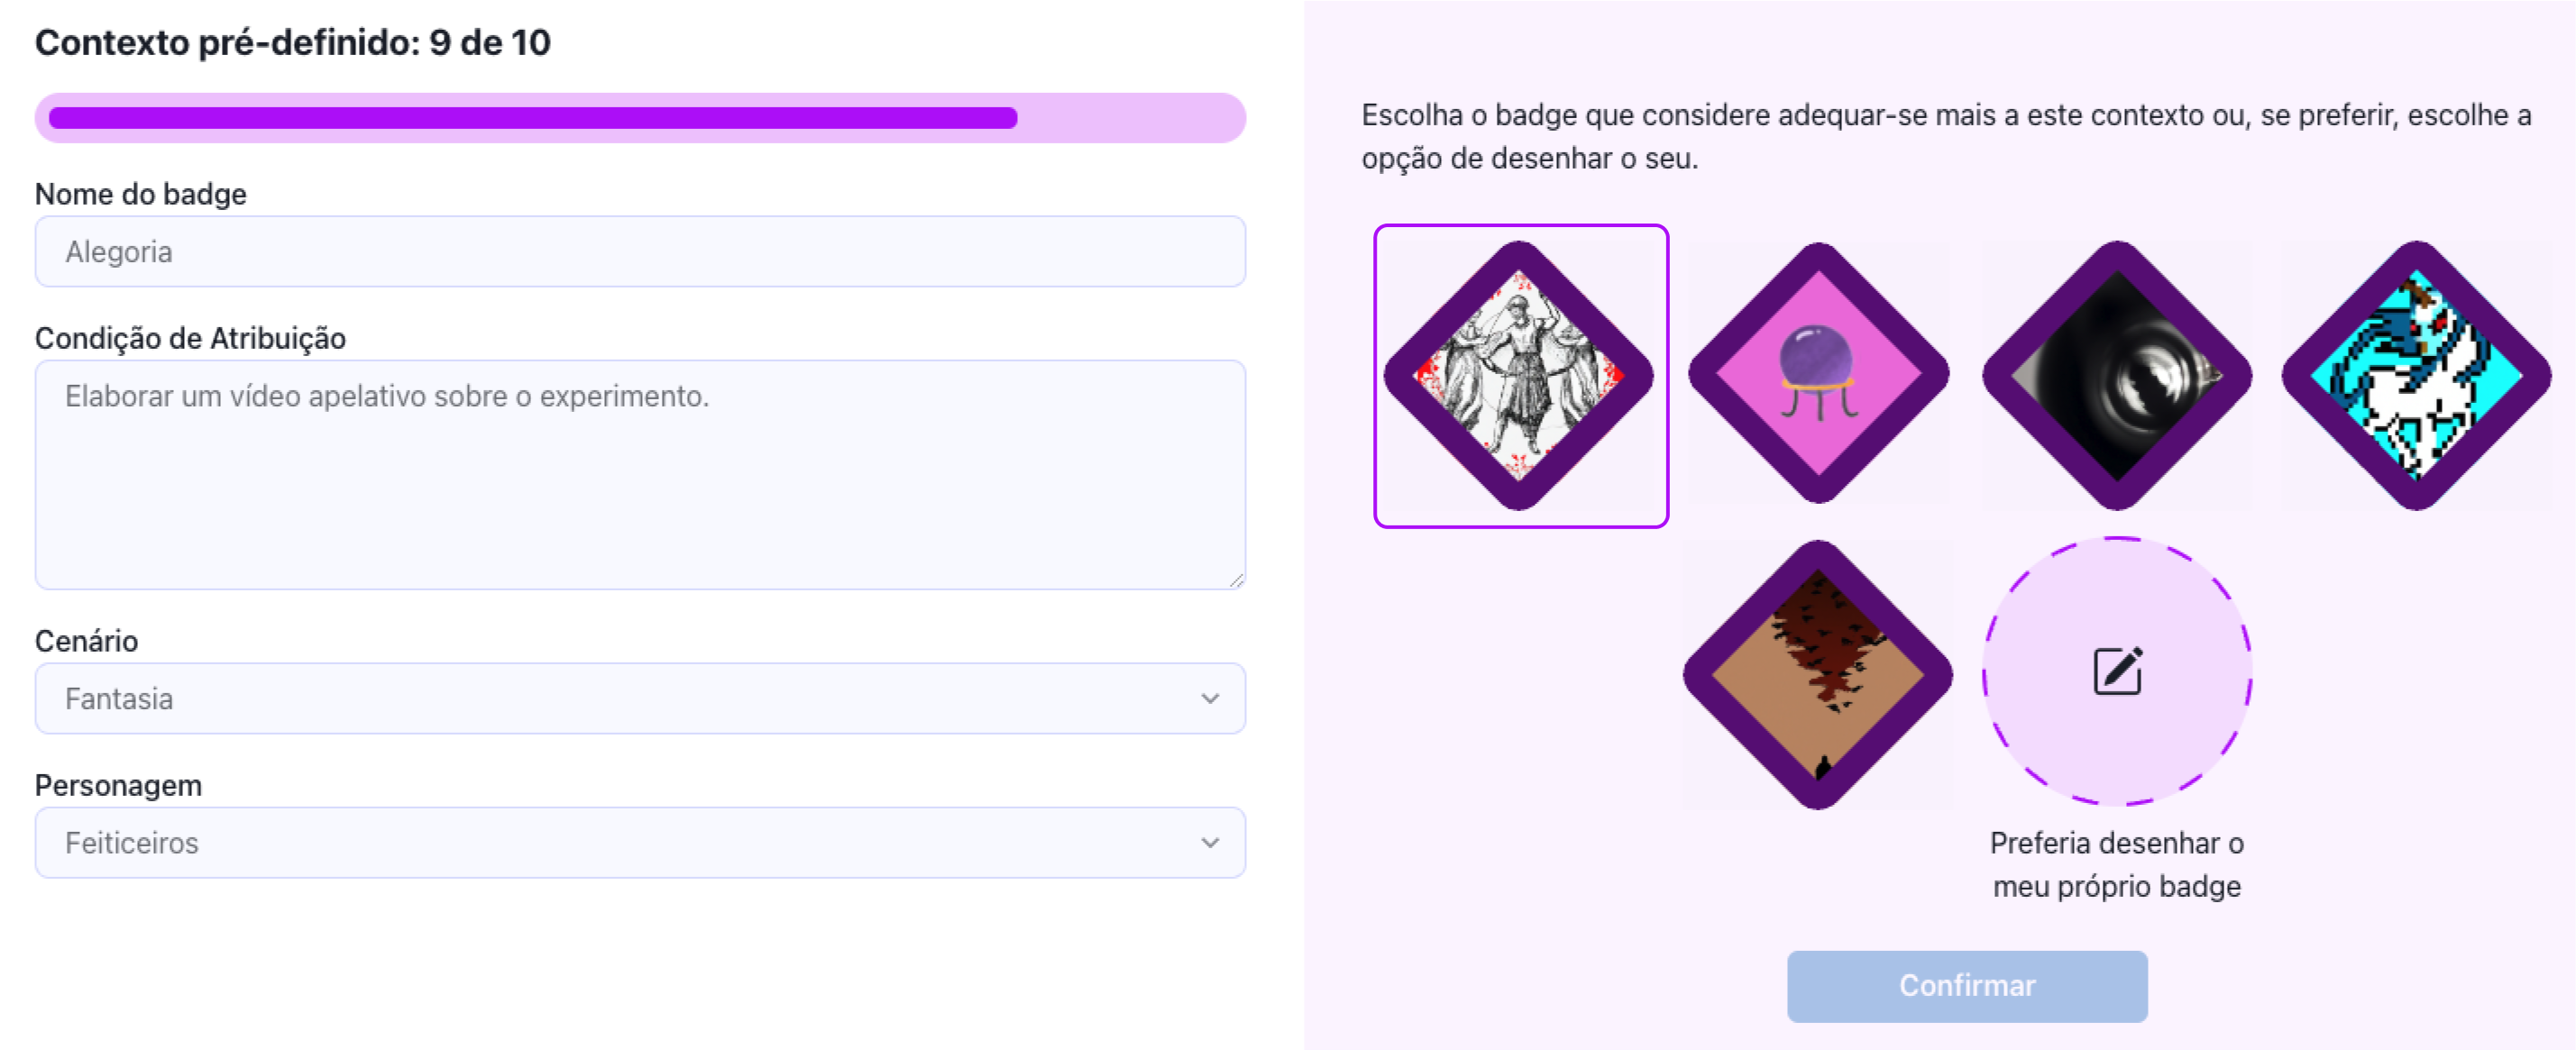 Contexto pré-definido: 9 de 10
Nome do badge
Alegoria
Condição de Atribuição
Elaborar um vídeo apelativo sobre o experimento.
Cenário
Fantasia
Personagem
Feiticeiros
Escolha o badge que considere adequar-se mais a este contexto ou, se preferir, escolhe a
opção de desenhar o seu.
Preferia desenhar o
meu próprio badge
Confirmar